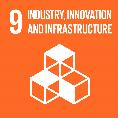 9 INDUSTRY, INNOVATION
AND INFRASTRUCTURE